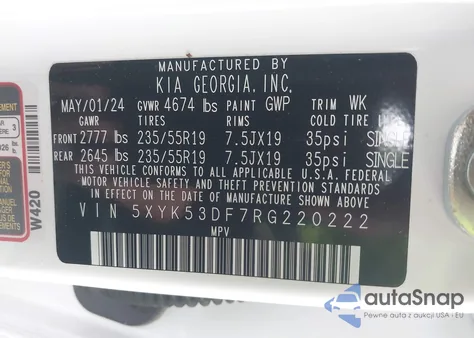 MANUFACTURED BY
KIA GEORGIA, INC.
MAY/01/24 GVWR 4674 lbs PAINT GWP TRIM WK
GAWR TIRES RIMS COLD TIRE INF.
FRONT 2777 lbs 235/55R19 7.5JX19 35psi SINGLE
REAR 2645 lbs 235/55R19 7.5JX19 35psi SINGLE
THIS VEHICLE CONFORMS TO ALL APPLICABLE U.S.A. FEDERAL
MOTOR VEHICLE SAFETY, BUMPER, AND THEFT PREVENTION STANDARDS
IN EFFECT ON THE DATE OF MANUFACTURE SHOWN ABOVE.
VIN 5XYK53DF7RG220222
MPV
W420
autoSnap
Pewne auta z aukcji USA - EU